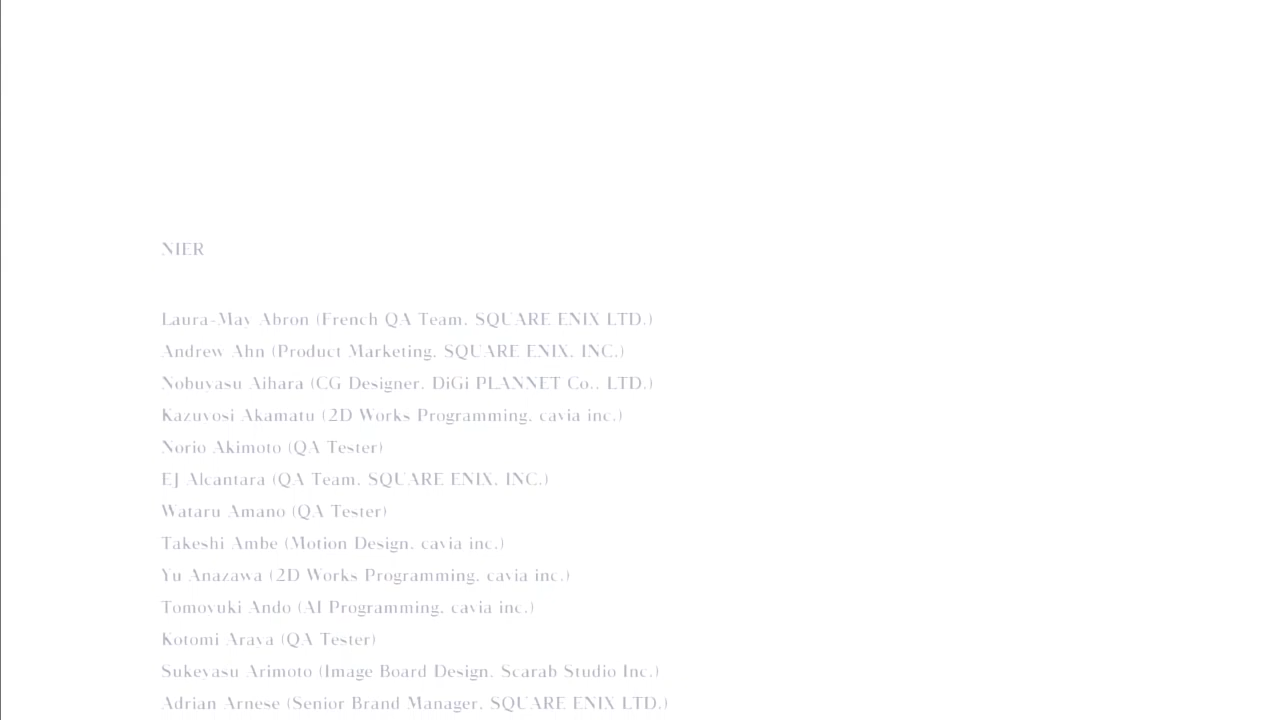 NIER
Laura-May Abron (French QA Team, SQUARE ENIX LTD.)
Andrew Ahn (Product Marketing, SQUARE ENIX, INC.)
Nobuyasu Aihara (CG Designer, DiGi PLANNET Co., LTD.)
Kazuyosi Akamatu (2D Works Programming, cavia inc.)
Norio Akimoto (QA Tester)
EJ Alcantara (QA Team, SQUARE ENIX, INC.)
Wataru Amano (QA Tester)
Takeshi Ambe (Motion Design, cavia inc.)
Yu Anazawa (2D Works Programming, cavia inc.)
Tomoyuki Ando (AI Programming, cavia inc.)
Kotomi Araya (QA Tester)
Sukeyasu Arimoto (Image Board Design, Scarab Studio Inc.)
Adrian Arnese (Senior Brand Manager, SQUARE ENIX LTD.)